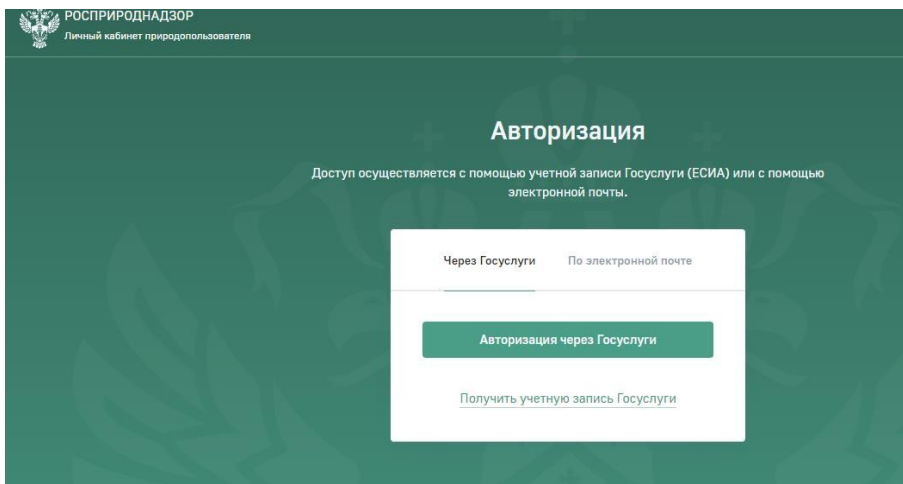 РОСПРИРОДНАДЗОР
Личный кабинет природопользователя
Авторизация
Доступ осуществляется с помощью учетной записи Госуслуги (ЕСИА) или с помощью
электронной почты.
Через Госуслуги По электронной почте
Авторизация через Госуслуги
Получить учетную запись Госуслуги